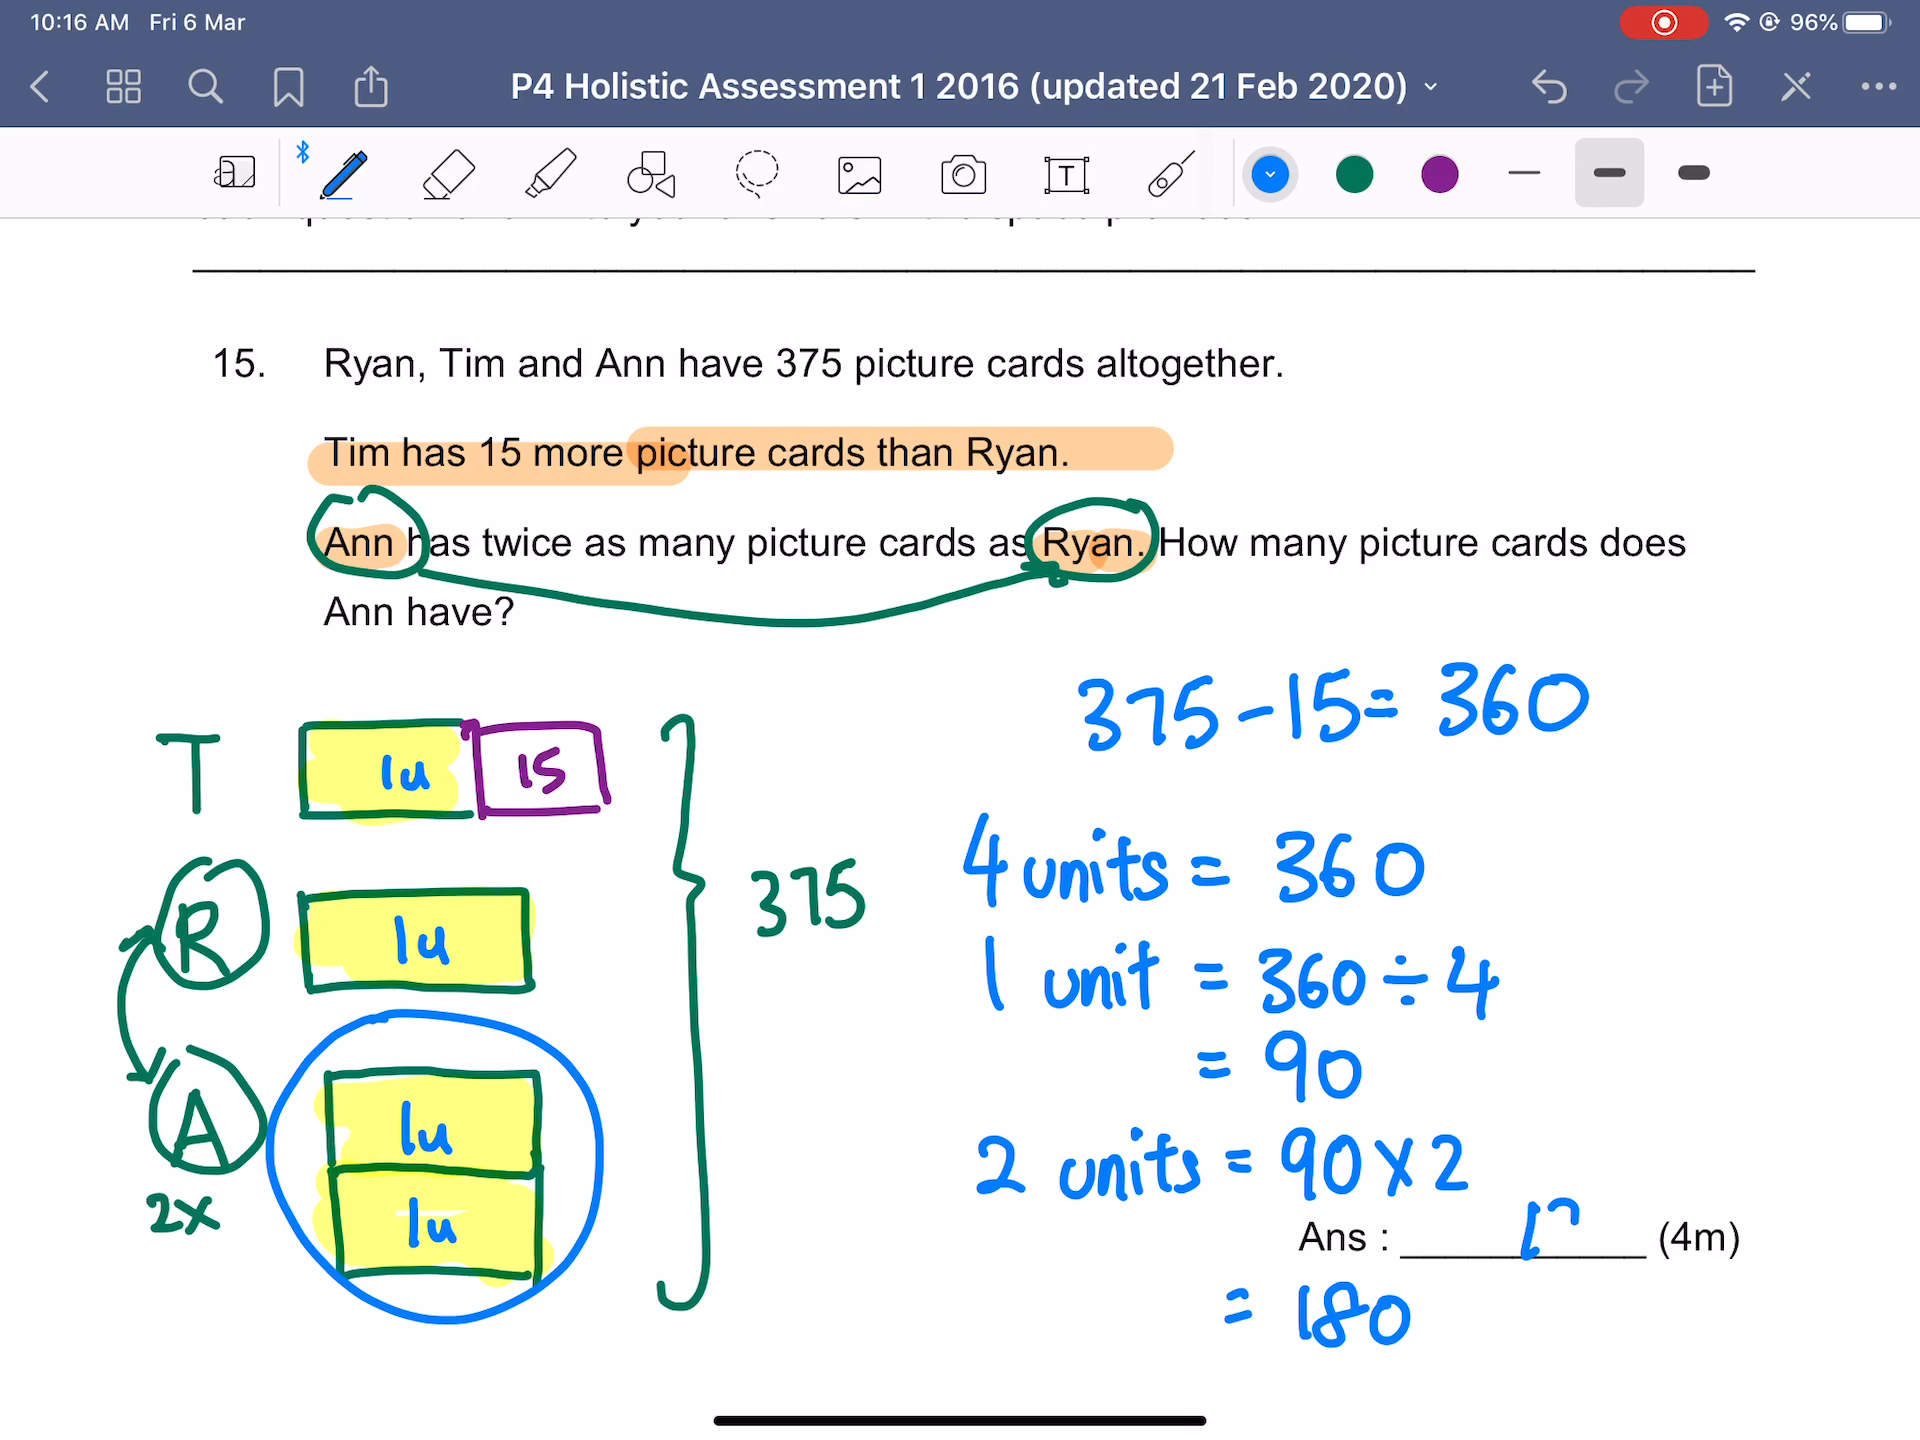 10:16 AM Fri 6 Mar 96%
P4 Holistic Assessment 1 2016 (updated 21 Feb 2020)
15. Ryan, Tim and Ann have 375 picture cards altogether.
Tim has 15 more picture cards than Ryan.
Ann has twice as many picture cards as Ryan. How many picture cards does
Ann have?
375 - 15 = 360
T 1u 15
4 units = 360
R 1u 375
1 unit = 360 ÷ 4
= 90
A 1u
2 units = 90 x 2
2x 1u
Ans : (4m)
= 180